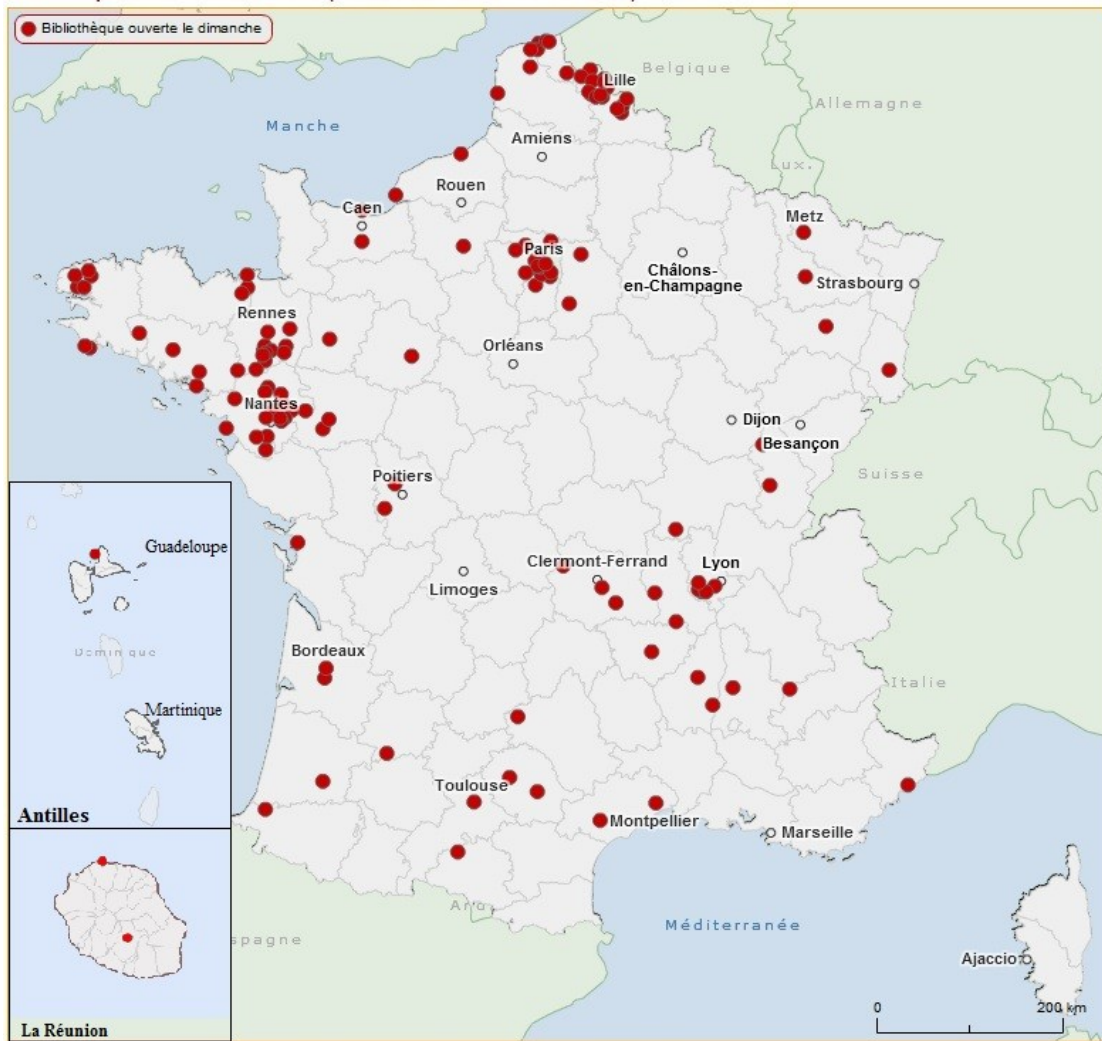 Bibliothèque ouverte le dimanche
Belgique
Lille
Allemagne
Manche
Amiens
Lux.
Rouen
Caen
Metz
Paris
Châlons-
en-Champagne
Strasbourg
Rennes
Orléans
Nantes
Dijon
Besançon
Suisse
Poitiers
Guadeloupe
Clermont-Ferrand
Lyon
Limoges
Dominique
Bordeaux
Italie
Martinique
Toulouse
Antilles
Montpellier
Marseille
Méditerranée
spagne
Ajaccio
0
200 km
La Réunion